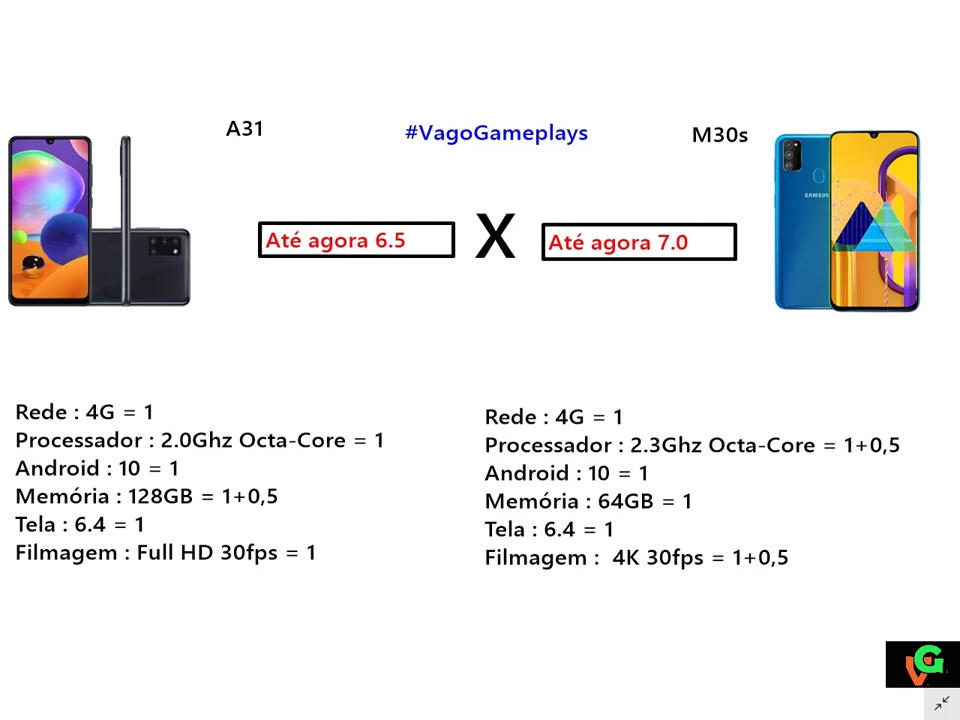 A31
#VagoGameplays
M30s
Até agora 6.5
X
Até agora 7.0
SAMSUNG
Rede : 4G = 1
Processador : 2.0Ghz Octa-Core = 1
Android : 10 = 1
Memória : 128GB = 1+0,5
Tela : 6.4 = 1
Filmagem : Full HD 30fps = 1
Rede : 4G = 1
Processador : 2.3Ghz Octa-Core = 1+0,5
Android : 10 = 1
Memória : 64GB = 1
Tela : 6.4 = 1
Filmagem :  4K 30fps = 1+0,5
VG